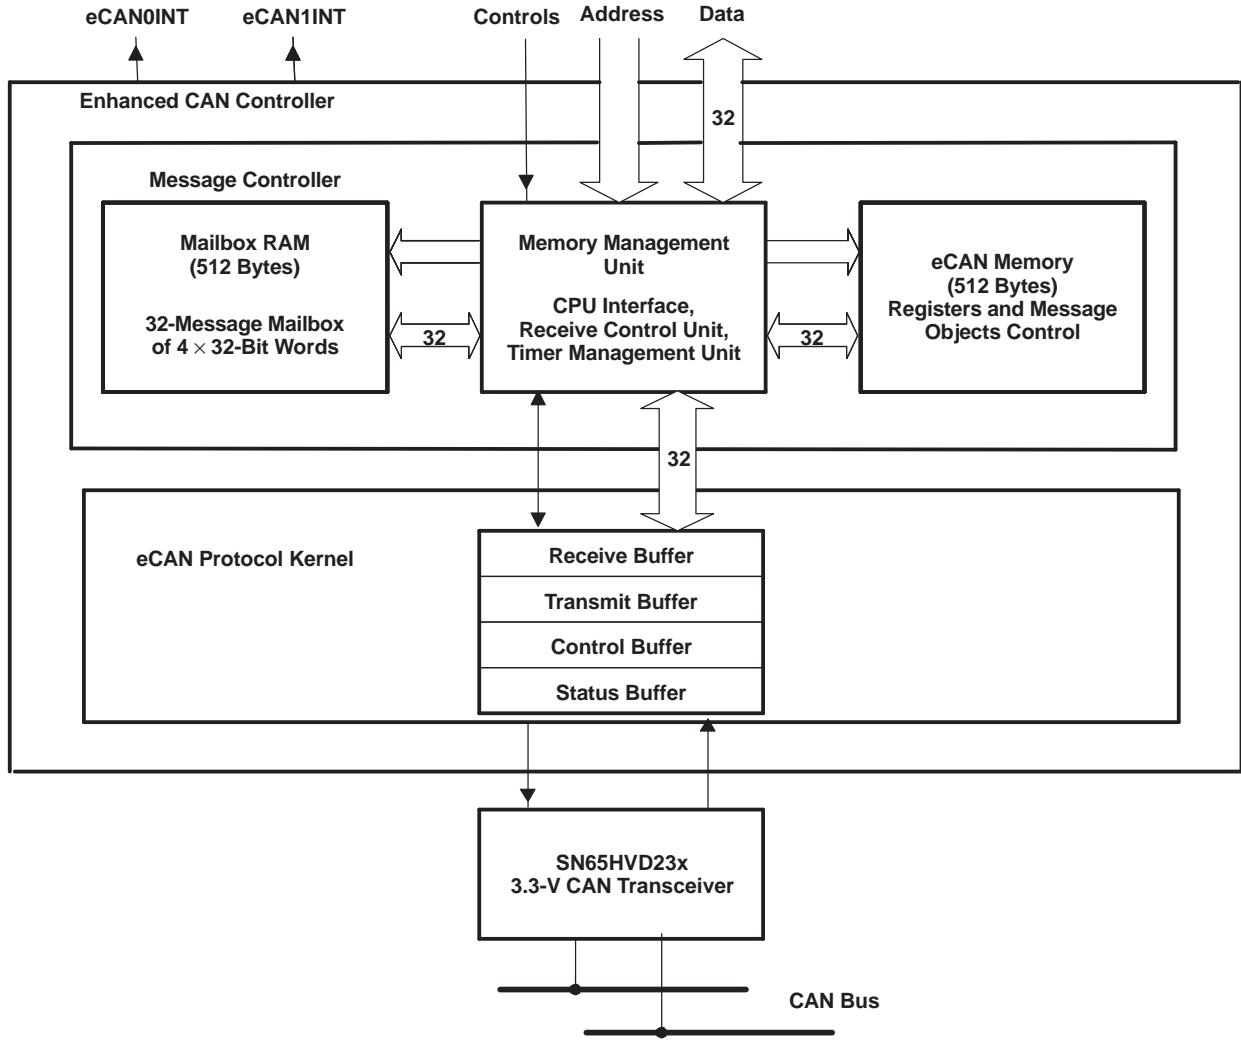 eCAN0INT
eCAN1INT
Controls
Address
Data
Enhanced CAN Controller
32
Message Controller
Mailbox RAM
(512 Bytes)
32-Message Mailbox
of 4 × 32-Bit Words
32
Memory Management
Unit
CPU Interface,
Receive Control Unit,
Timer Management Unit
32
eCAN Memory
(512 Bytes)
Registers and Message
Objects Control
32
eCAN Protocol Kernel
Receive Buffer
Transmit Buffer
Control Buffer
Status Buffer
SN65HVD23x
3.3-V CAN Transceiver
CAN Bus